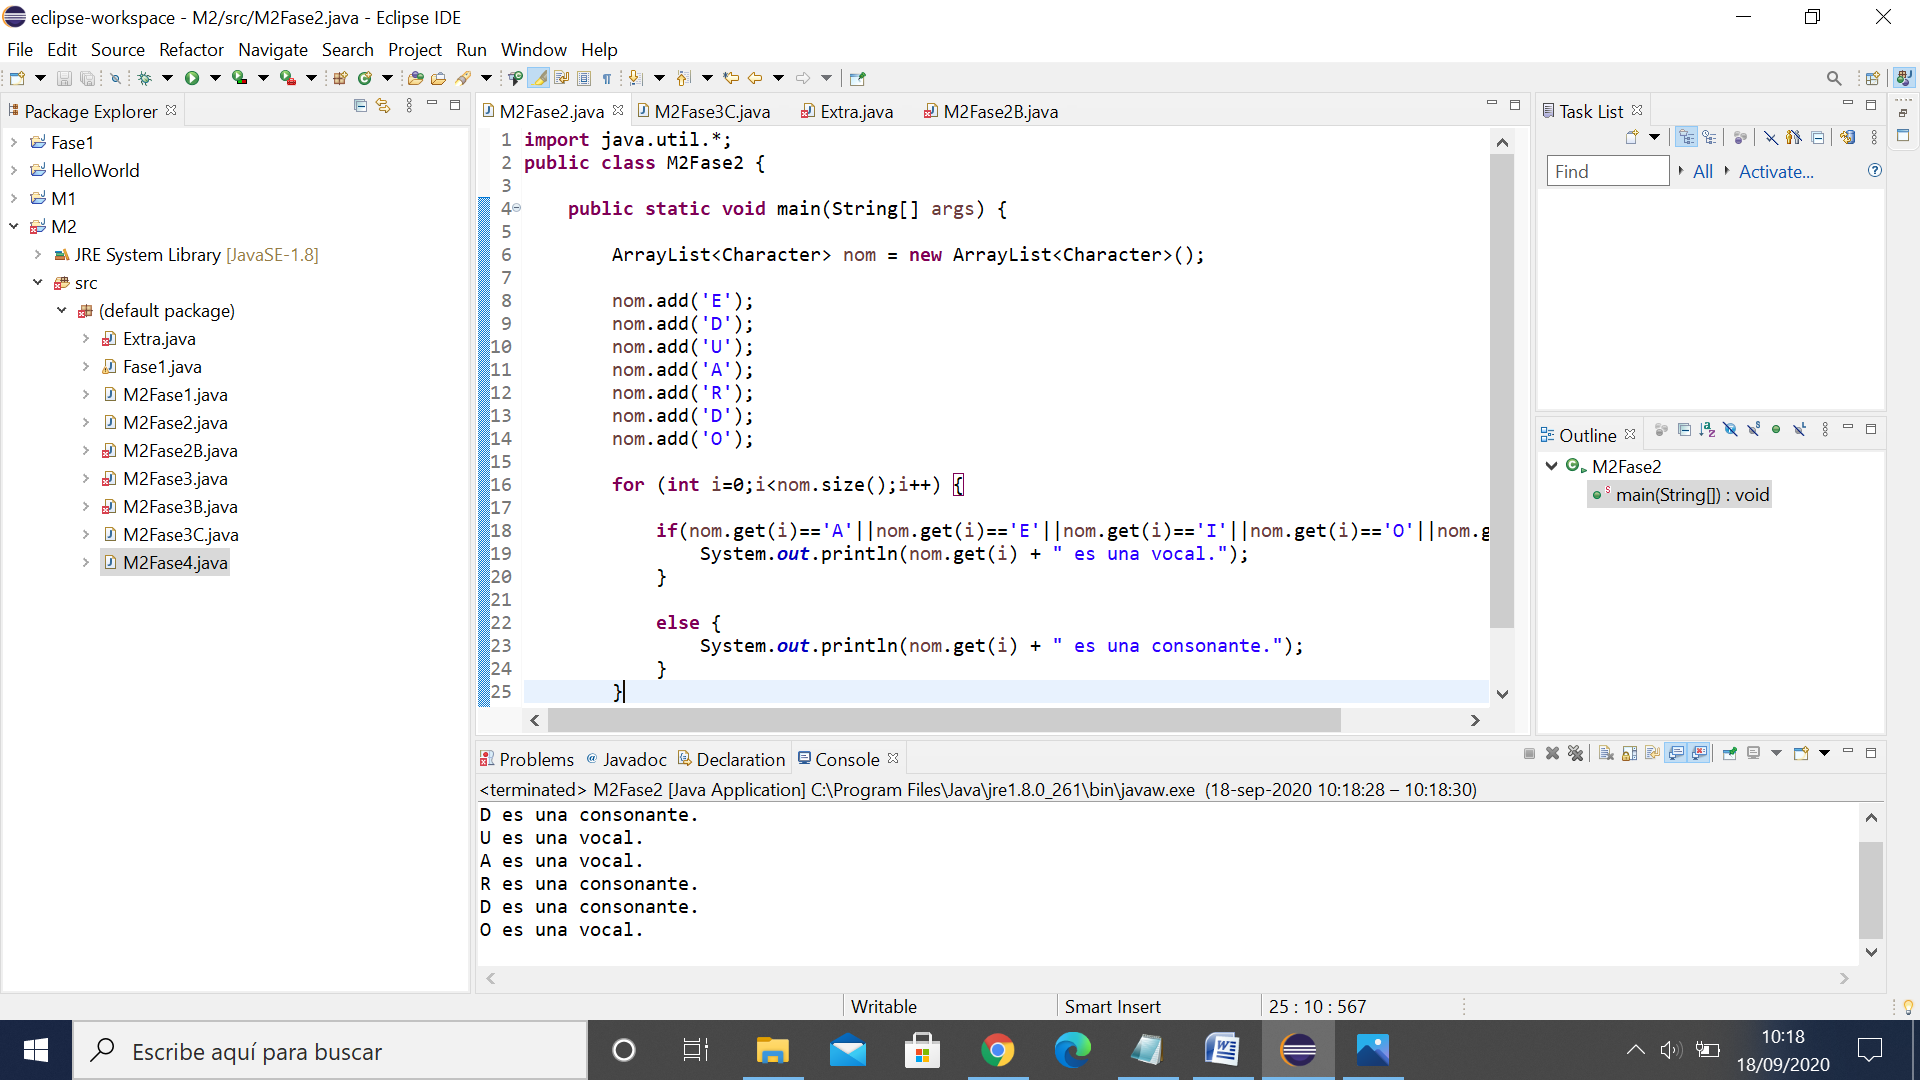 eclipse-workspace - M2/src/M2Fase2.java - Eclipse IDE
File Edit Source Refactor Navigate Search Project Run Window Help
Package Explorer
Fase1
HelloWorld
M1
M2
JRE System Library [JavaSE-1.8]
src
(default package)
Extra.java
Fase1.java
M2Fase1.java
M2Fase2.java
M2Fase2B.java
M2Fase3.java
M2Fase3B.java
M2Fase3C.java
M2Fase4.java
M2Fase2.java M2Fase3C.java Extra.java M2Fase2B.java
1 import java.util.*;
2 public class M2Fase2 {
3
4 public static void main(String[] args) {
5
6 ArrayList<Character> nom = new ArrayList<Character>();
7
8 nom.add('E');
9 nom.add('D');
10 nom.add('U');
11 nom.add('A');
12 nom.add('R');
13 nom.add('D');
14 nom.add('O');
15
16 for (int i=0;i<nom.size();i++) {
17
18 if(nom.get(i)=='A'||nom.get(i)=='E'||nom.get(i)=='I'||nom.get(i)=='O'||nom.g
19 System.out.println(nom.get(i) + " es una vocal.");
20 }
21
22 else {
23 System.out.println(nom.get(i) + " es una consonante.");
24 }
25 }
Task List
Find All Activate...
Outline
M2Fase2
main(String[]) : void
Problems @ Javadoc Declaration Console
<terminated> M2Fase2 [Java Application] C:\Program Files\Java\jre1.8.0_261\bin\javaw.exe (18-sep-2020 10:18:28 – 10:18:30)
D es una consonante.
U es una vocal.
A es una vocal.
R es una consonante.
D es una consonante.
O es una vocal.
Writable Smart Insert 25 : 10 : 567
Escribe aquí para buscar
10:18
18/09/2020